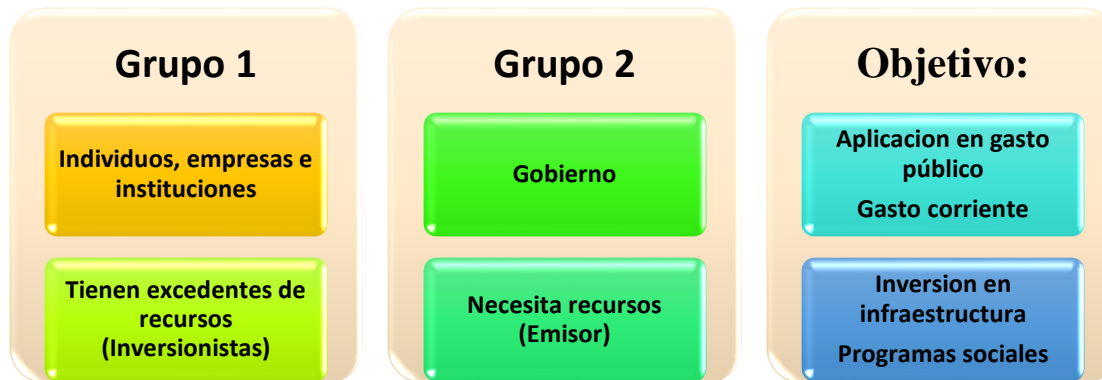 Grupo 1
Individuos, empresas e
instituciones
Tienen excedentes de
recursos
(Inversionistas)
Grupo 2
Gobierno
Necesita recursos
(Emisor)
Objetivo:
Aplicacion en gasto
público
Gasto corriente
Inversion en
infraestructura
Programas sociales